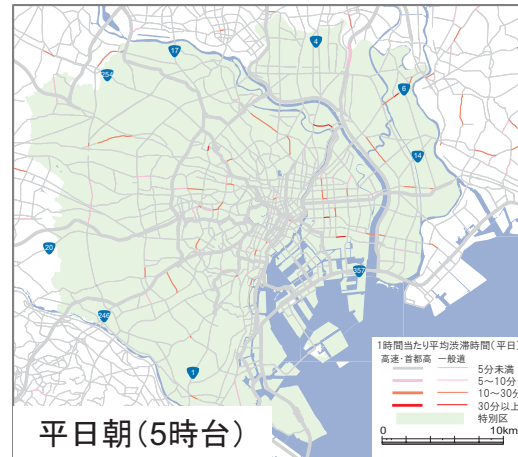 17
4
254
6
14
20
357
246
1
1時間当たり平均渋滞時間(平日)
高速・首都高 一般道
5分未満
5～10分
10～30分
30分以上
特別区
0 10km
平日朝(5時台)